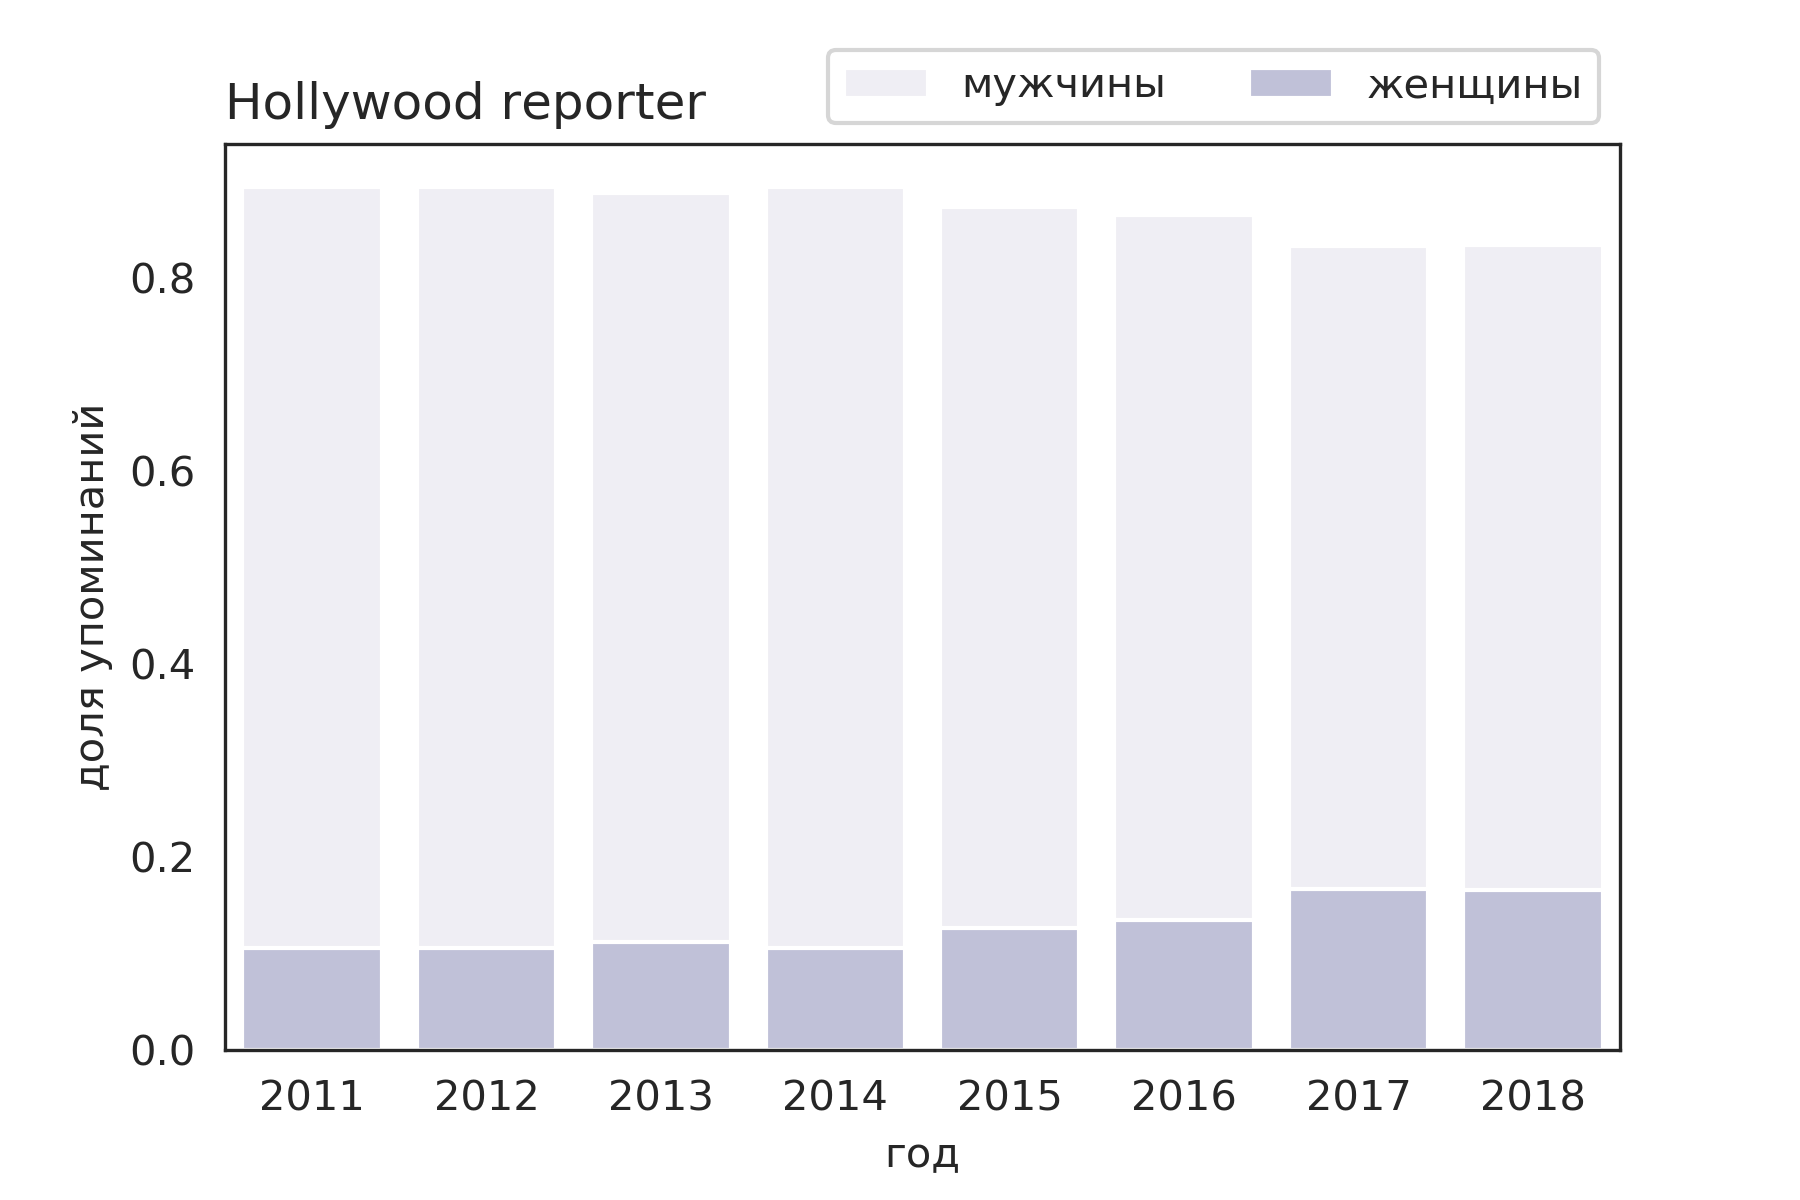 Hollywood reporter
мужчины женщины
доля упоминаний
0.8
0.6
0.4
0.2
0.0
2011 2012 2013 2014 2015 2016 2017 2018
год